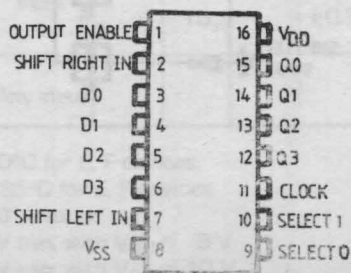 OUTPUT ENABLE 1 16 VDD
SHIFT RIGHT IN 2 15 Q0
D0 3 14 Q1
D1 4 13 Q2
D2 5 12 Q3
D3 6 11 CLOCK
SHIFT LEFT IN 7 10 SELECT 1
VSS 8 9 SELECT 0